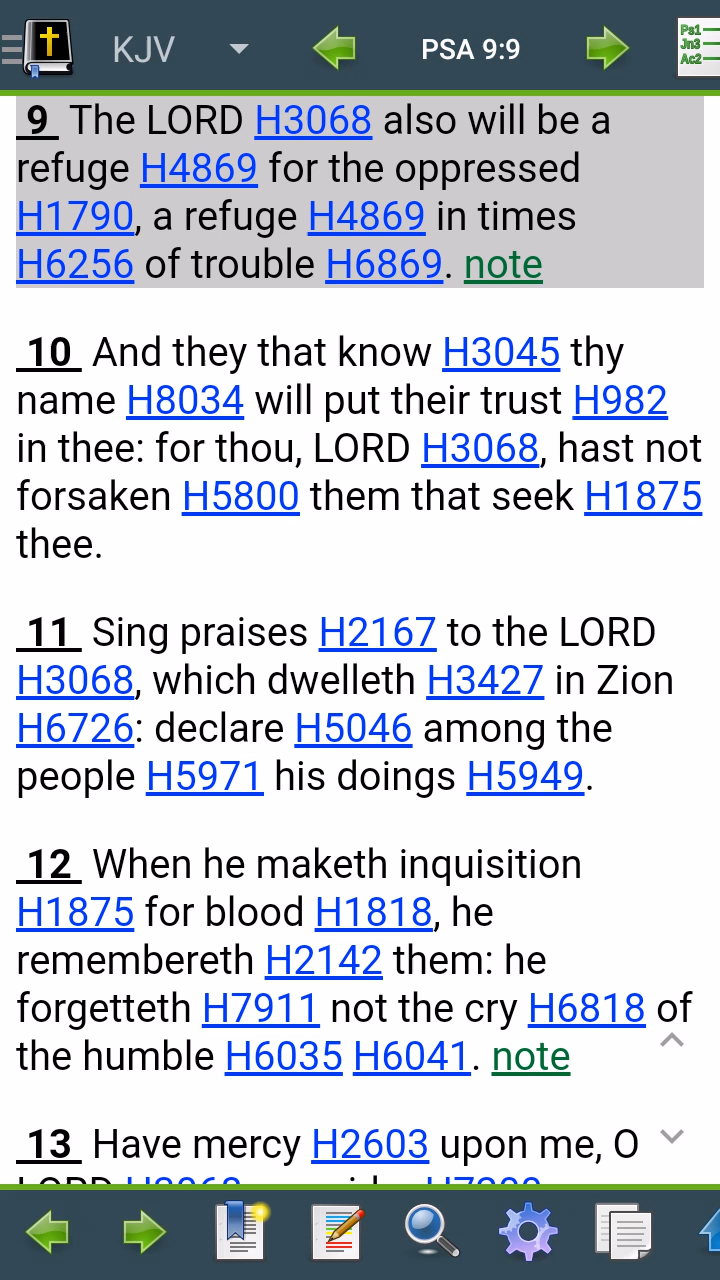 KJV PSA 9:9 Ps1
Jn3
Ac2
9 The LORD H3068 also will be a
refuge H4869 for the oppressed
H1790, a refuge H4869 in times
H6256 of trouble H6869. note
10 And they that know H3045 thy
name H8034 will put their trust H982
in thee: for thou, LORD H3068, hast not
forsaken H5800 them that seek H1875
thee.
11 Sing praises H2167 to the LORD
H3068, which dwelleth H3427 in Zion
H6726: declare H5046 among the
people H5971 his doings H5949.
12 When he maketh inquisition
H1875 for blood H1818, he
remembereth H2142 them: he
forgetteth H7911 not the cry H6818 of
the humble H6035 H6041. note
13 Have mercy H2603 upon me, O
LORD H3068